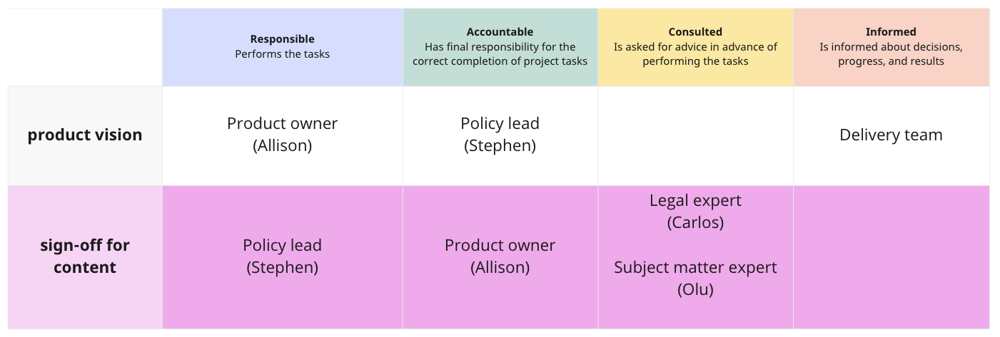 Responsible
Performs the tasks
Accountable
Has final responsibility for the
correct completion of project tasks
Consulted
Is asked for advice in advance of
performing the tasks
Informed
Is informed about decisions,
progress, and results
product vision
Product owner
(Allison)
Policy lead
(Stephen)
Delivery team
sign-off for
content
Policy lead
(Stephen)
Product owner
(Allison)
Legal expert
(Carlos)
Subject matter expert
(Olu)